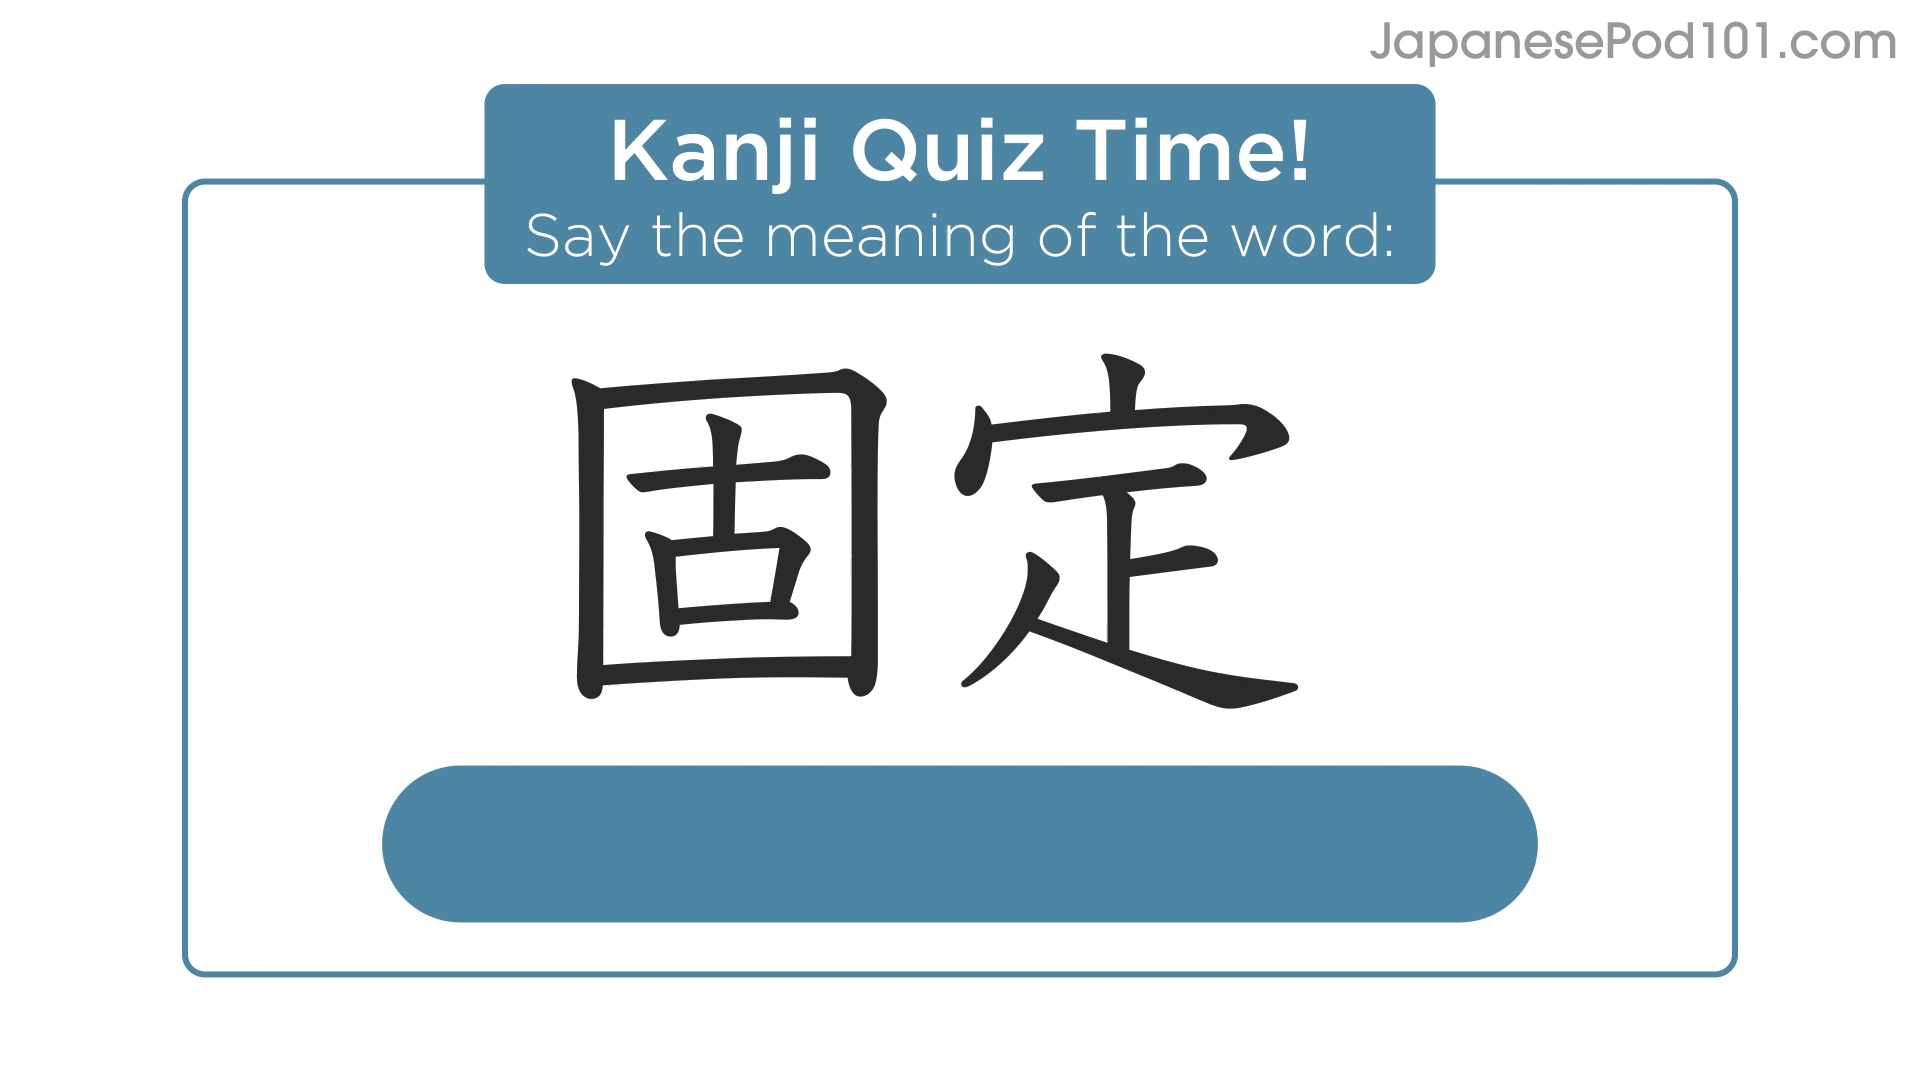 JapanesePod101.com
Kanji Quiz Time!
Say the meaning of the word:
固定